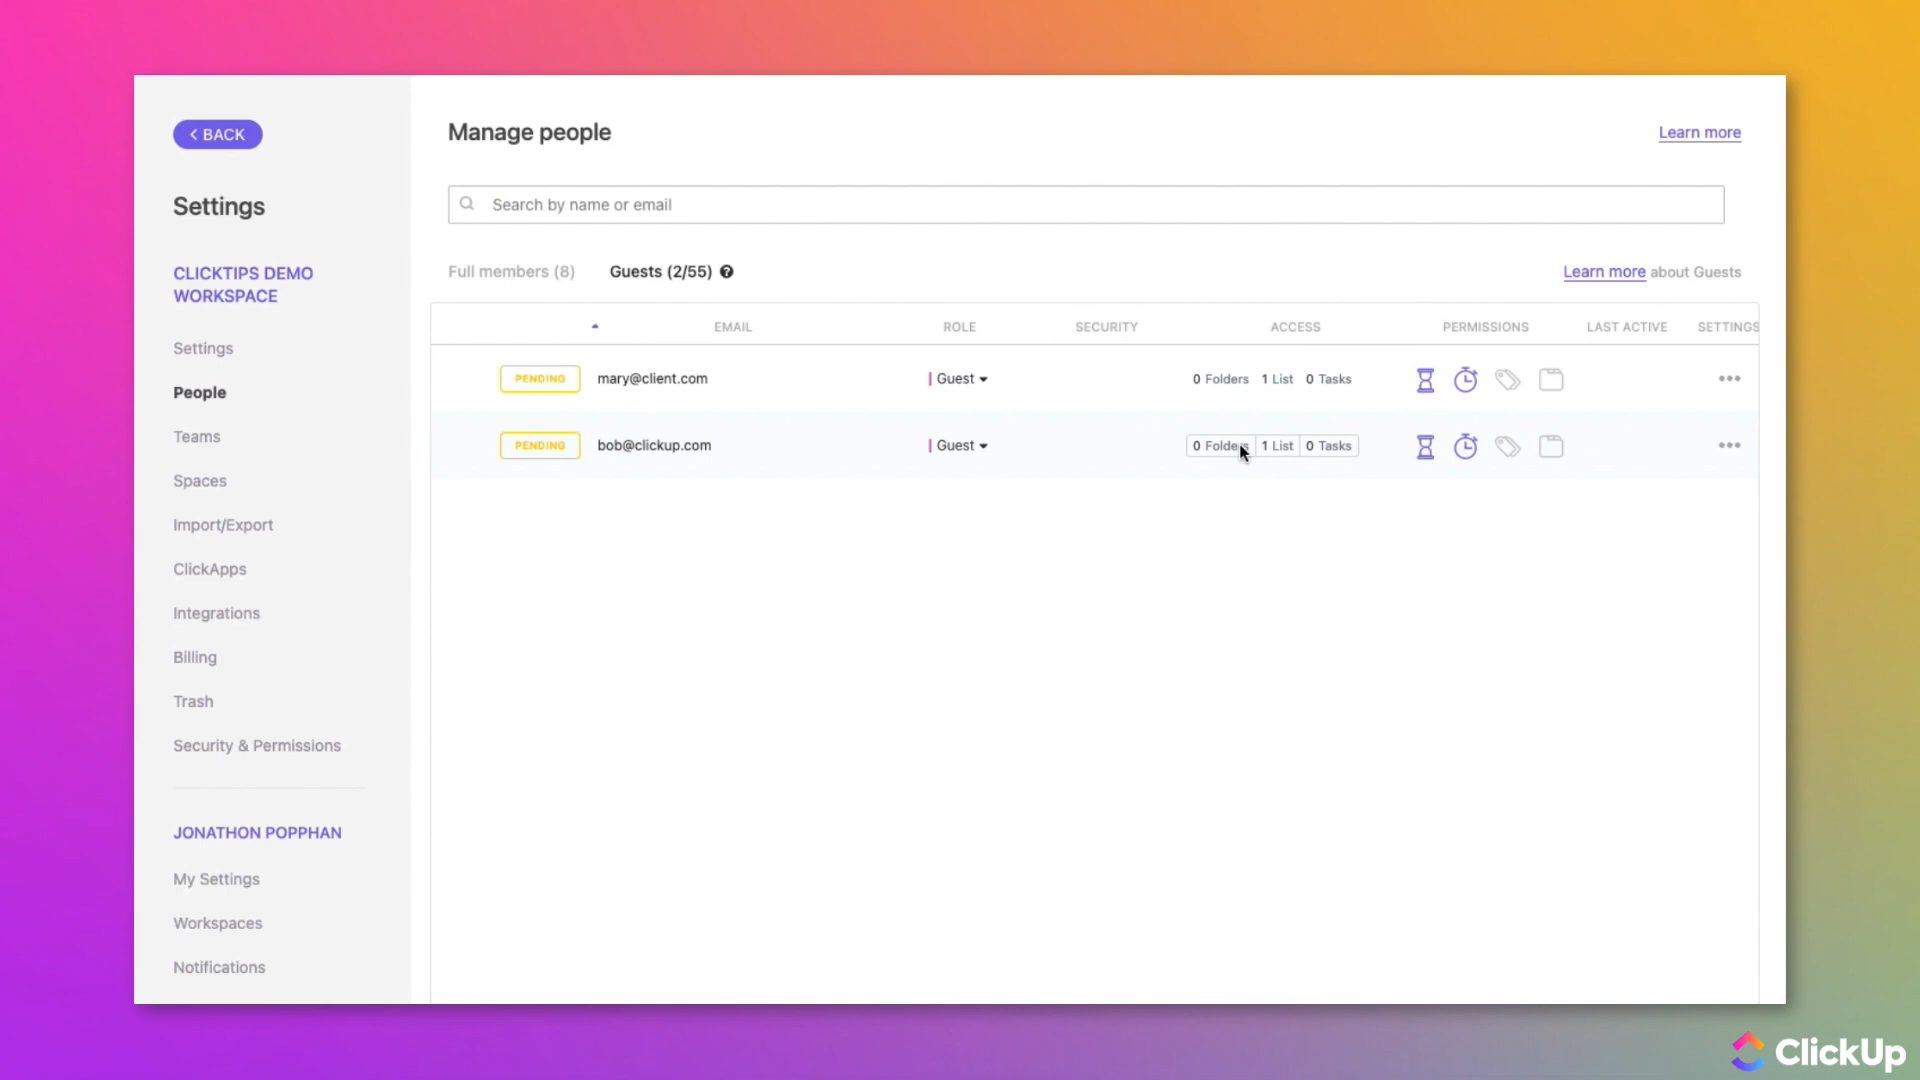 BACK
Settings
CLICKTIPS DEMO
WORKSPACE
Settings
People
Teams
Spaces
Import/Export
ClickApps
Integrations
Billing
Trash
Security & Permissions
JONATHON POPPHAN
My Settings
Workspaces
Notifications
Manage people
Learn more
Search by name or email
Full members (8)
Guests (2/55) ?
Learn more about Guests
EMAIL ROLE SECURITY ACCESS PERMISSIONS LAST ACTIVE SETTINGS
PENDING mary@client.com Guest 0 Folders 1 List 0 Tasks
PENDING bob@clickup.com Guest 0 Folders 1 List 0 Tasks
ClickUp